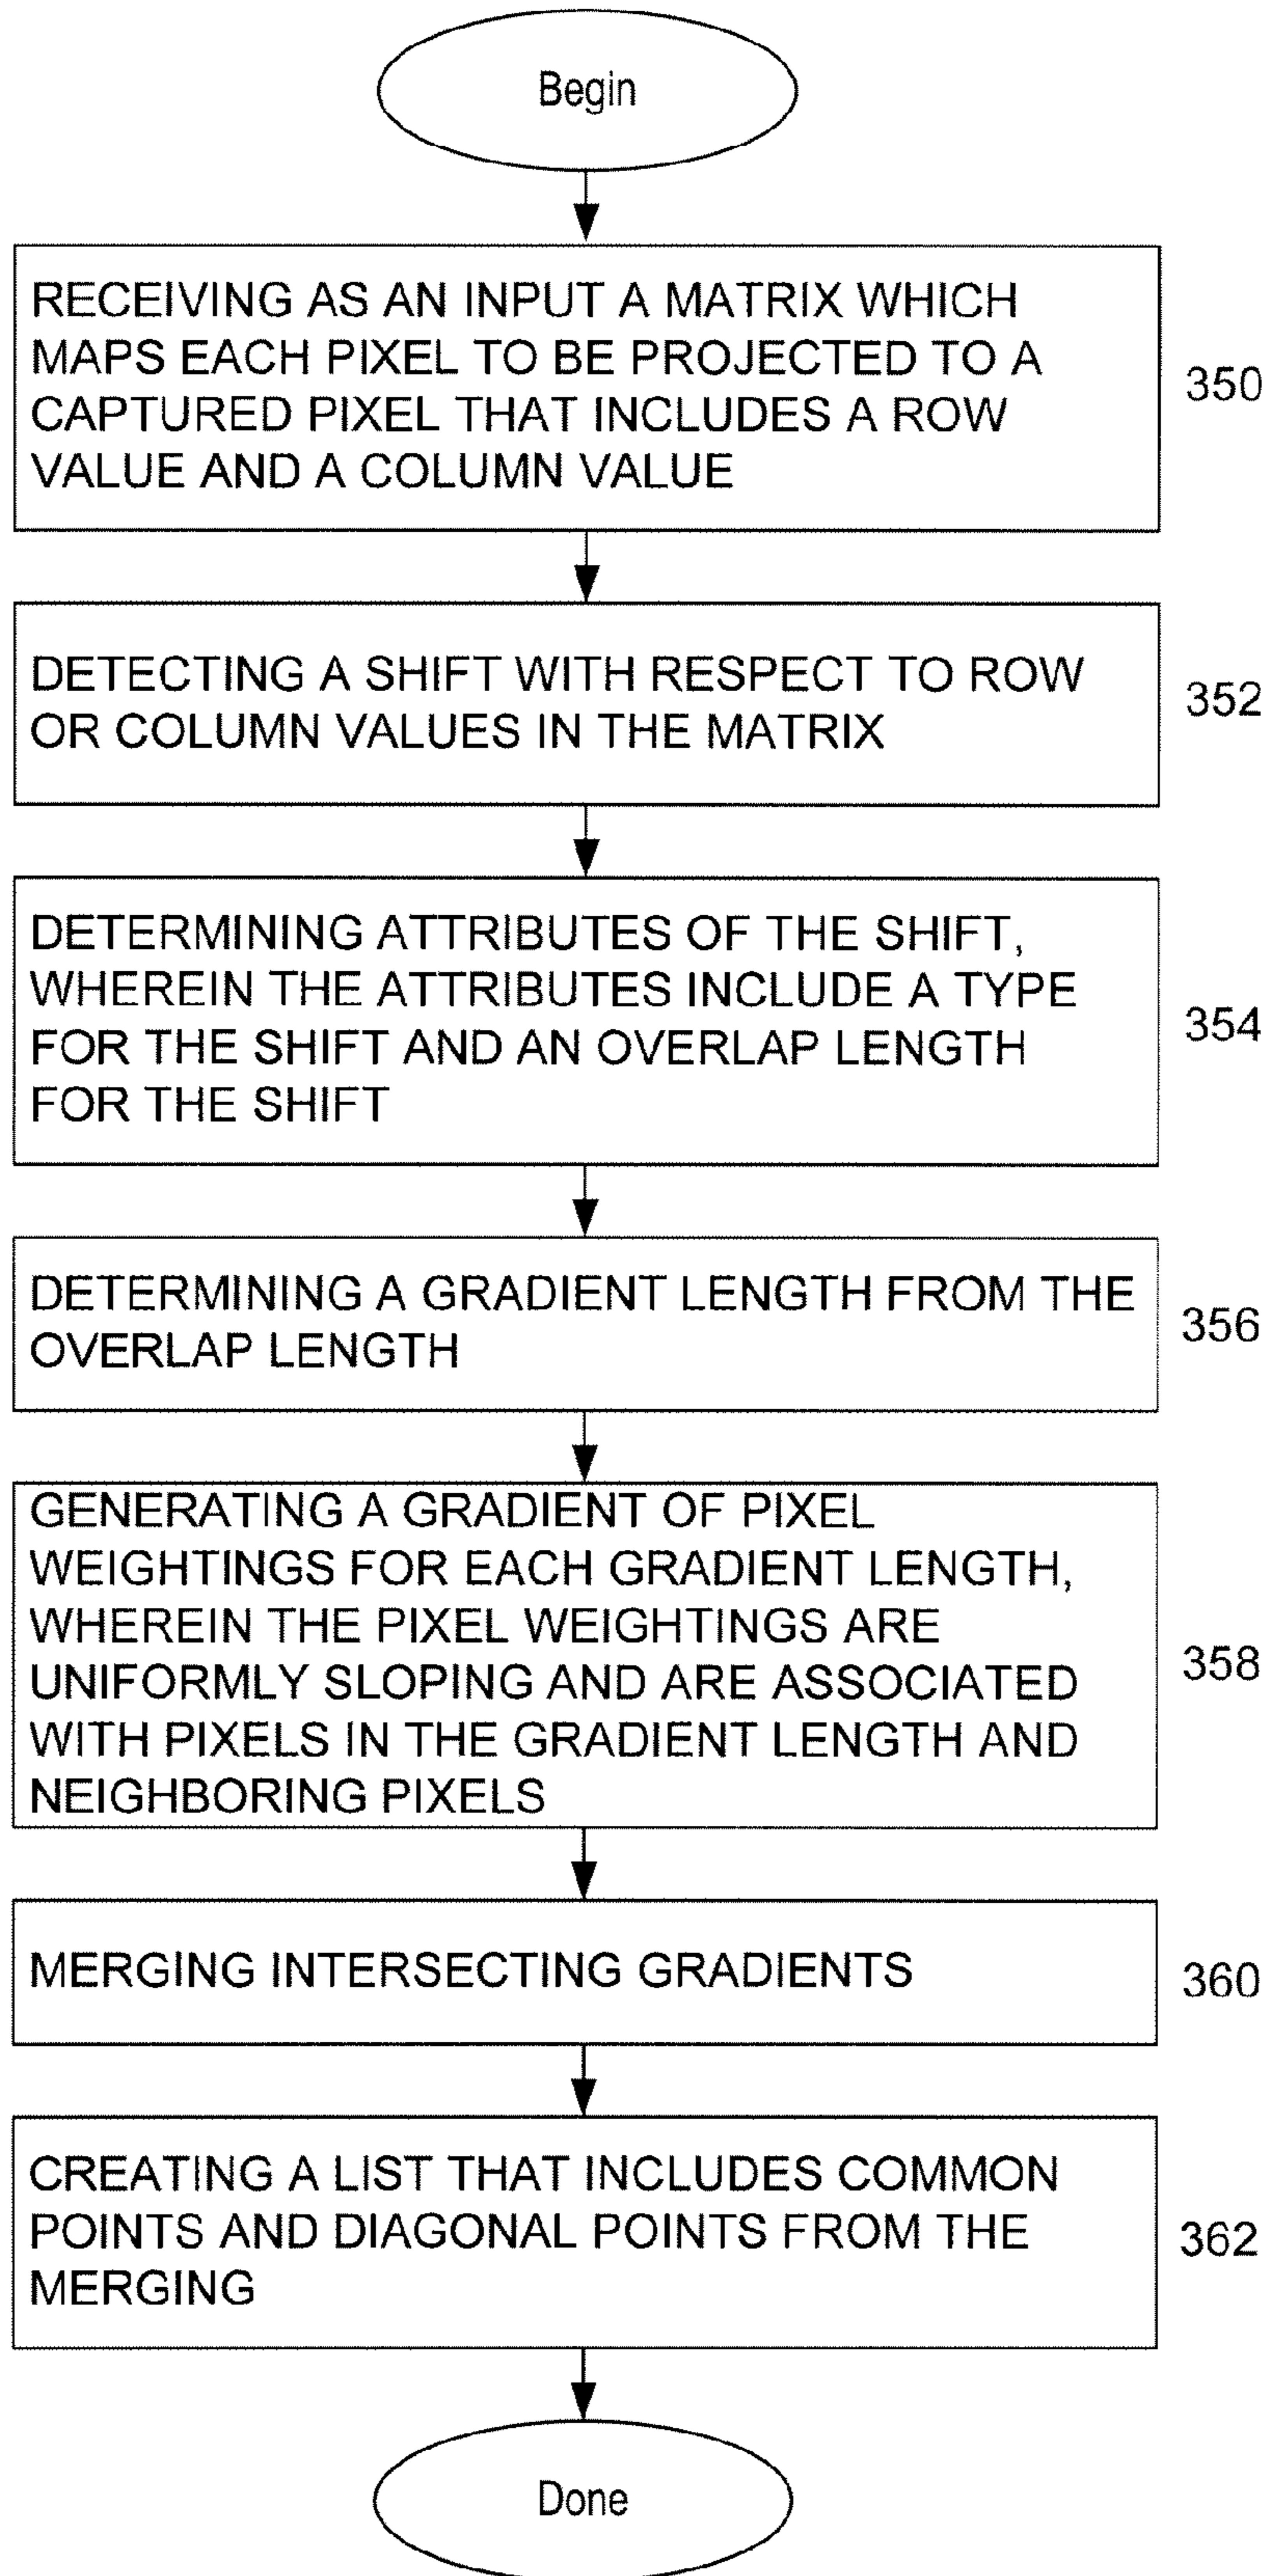 Begin
RECEIVING AS AN INPUT A MATRIX WHICH
MAPS EACH PIXEL TO BE PROJECTED TO A
CAPTURED PIXEL THAT INCLUDES A ROW
VALUE AND A COLUMN VALUE
350
DETECTING A SHIFT WITH RESPECT TO ROW
OR COLUMN VALUES IN THE MATRIX
352
DETERMINING ATTRIBUTES OF THE SHIFT,
WHEREIN THE ATTRIBUTES INCLUDE A TYPE
FOR THE SHIFT AND AN OVERLAP LENGTH
FOR THE SHIFT
354
DETERMINING A GRADIENT LENGTH FROM THE
OVERLAP LENGTH
356
GENERATING A GRADIENT OF PIXEL
WEIGHTINGS FOR EACH GRADIENT LENGTH,
WHEREIN THE PIXEL WEIGHTINGS ARE
UNIFORMLY SLOPING AND ARE ASSOCIATED
WITH PIXELS IN THE GRADIENT LENGTH AND
NEIGHBORING PIXELS
358
MERGING INTERSECTING GRADIENTS
360
CREATING A LIST THAT INCLUDES COMMON
POINTS AND DIAGONAL POINTS FROM THE
MERGING
362
Done